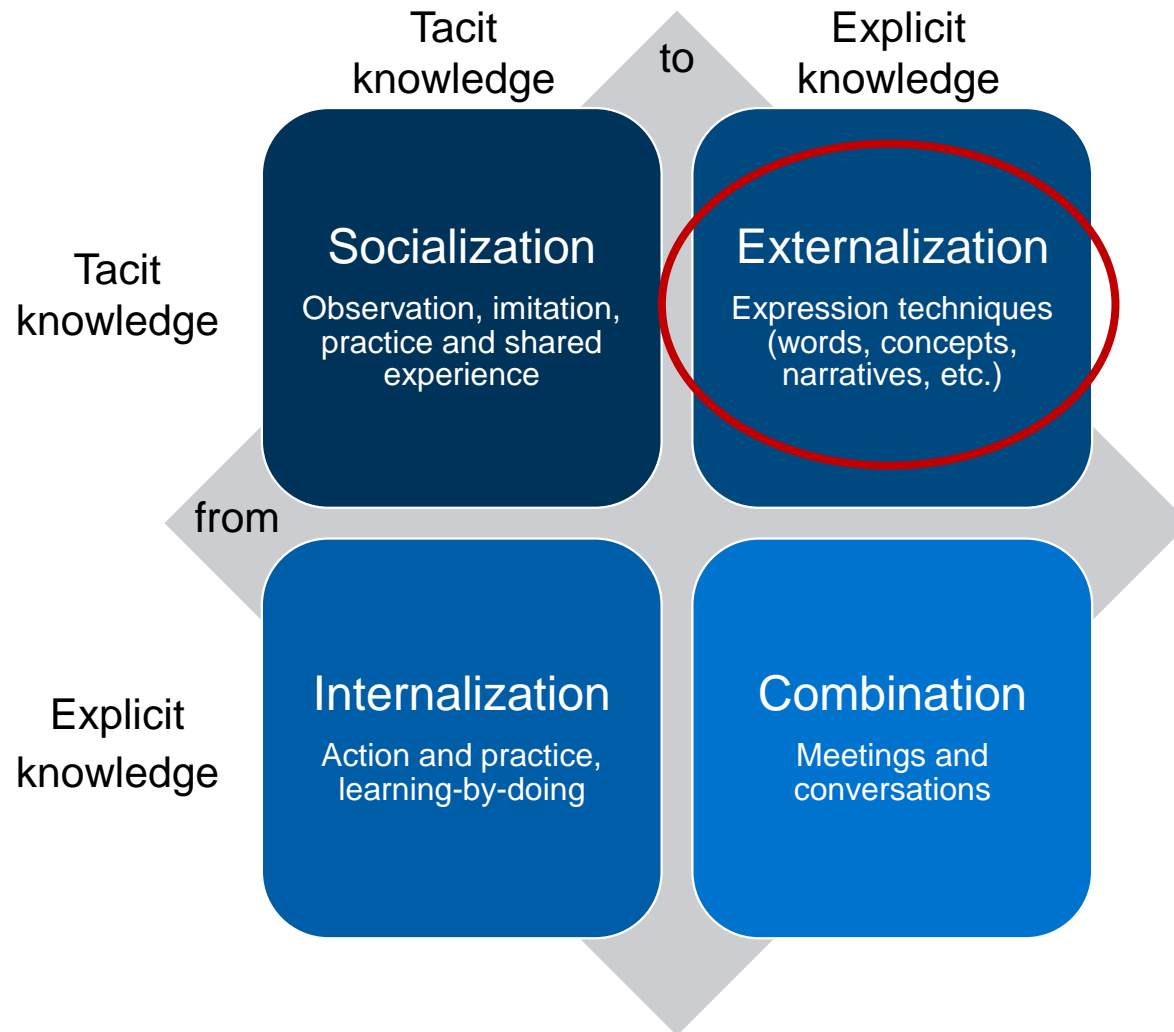 Tacit
knowledge
to
Explicit
knowledge
Tacit
knowledge
Socialization
Observation, imitation,
practice and shared
experience
Externalization
Expression techniques
(words, concepts,
narratives, etc.)
from
Explicit
knowledge
Internalization
Action and practice,
learning-by-doing
Combination
Meetings and
conversations